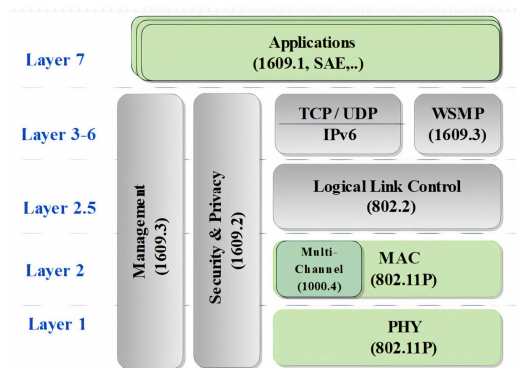 Layer 7
Applications
(1609.1, SAE,..)
Layer 3-6
TCP / UDP
IPv6
WSMP
(1609.3)
Layer 2.5
Logical Link Control
(802.2)
Management
(1609.3)
Security & Privacy
(1609.2)
Layer 2
Multi-
Channel
(1000.4)
MAC
(802.11P)
Layer 1
PHY
(802.11P)